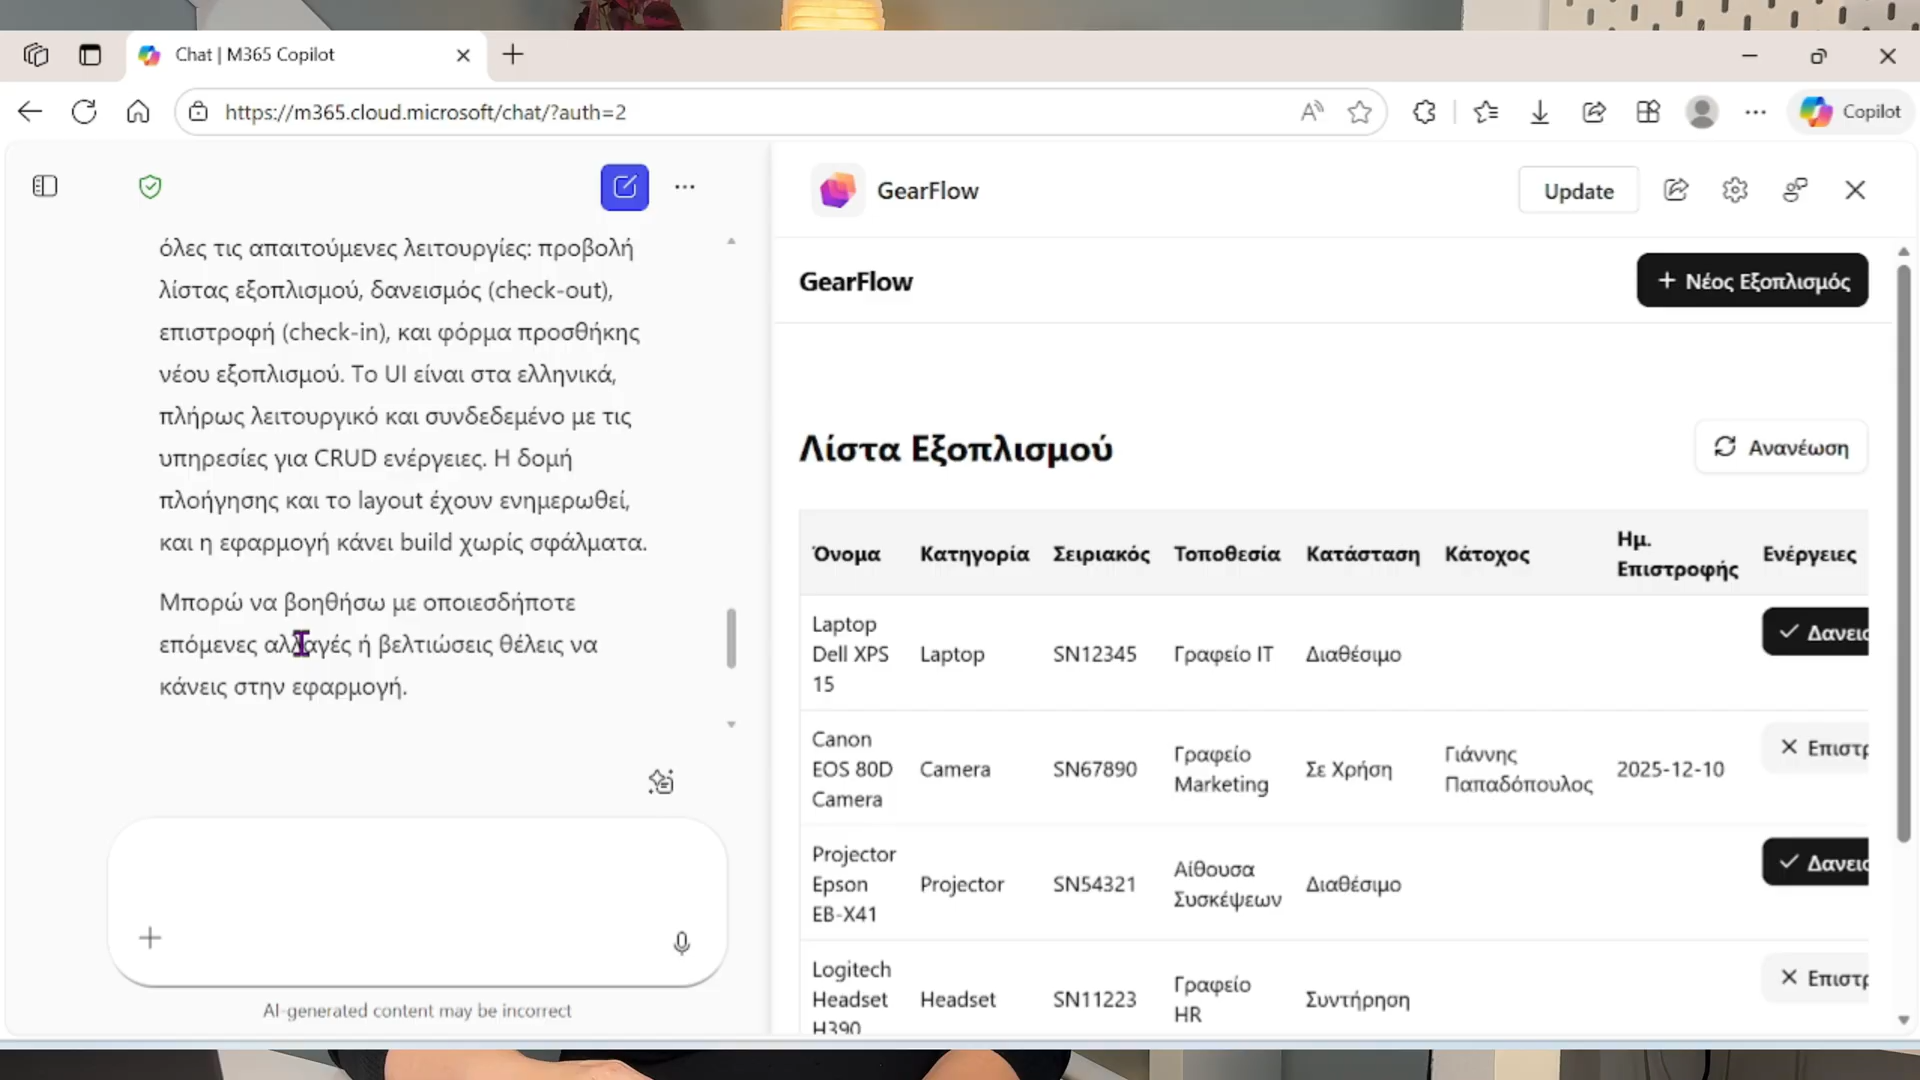 Chat | M365 Copilot
https://m365.cloud.microsoft/chat/?auth=2
Copilot
όλες τις απαιτούμενες λειτουργίες: προβολή
λίστας εξοπλισμού, δανεισμός (check-out),
επιστροφή (check-in), και φόρμα προσθήκης
νέου εξοπλισμού. Το UI είναι στα ελληνικά,
πλήρως λειτουργικό και συνδεδεμένο με τις
υπηρεσίες για CRUD ενέργειες. Η δομή
πλοήγησης και το layout έχουν ενημερωθεί,
και η εφαρμογή κάνει build χωρίς σφάλματα.
Μπορώ να βοηθήσω με οποιεσδήποτε
επόμενες αλλαγές ή βελτιώσεις θέλεις να
κάνεις στην εφαρμογή.
AI-generated content may be incorrect
GearFlow
Update
GearFlow
+ Νέος Εξοπλισμός
Λίστα Εξοπλισμού
Ανανέωση
Όνομα Κατηγορία Σειριακός Τοποθεσία Κατάσταση Κάτοχος Ημ. Επιστροφής Ενέργειες
Laptop Dell XPS 15 Laptop SN12345 Γραφείο IT Διαθέσιμο Δανεισ
Canon EOS 80D Camera Camera SN67890 Γραφείο Marketing Σε Χρήση Γιάννης Παπαδόπουλος 2025-12-10 Επιστρ
Projector Epson EB-X41 Projector SN54321 Αίθουσα Συσκέψεων Διαθέσιμο Δανεισ
Logitech Headset H390 Headset SN11223 Γραφείο HR Συντήρηση Επιστρ